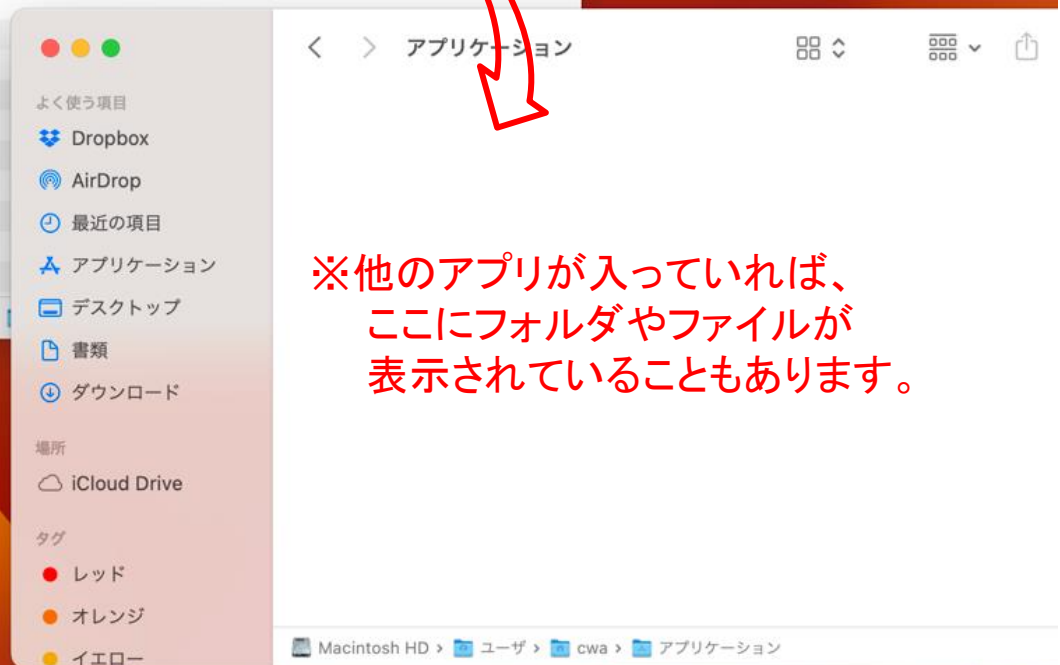 アプリケーション
よく使う項目
Dropbox
AirDrop
最近の項目
アプリケーション
デスクトップ
書類
ダウンロード
場所
iCloud Drive
タグ
レッド
オレンジ
イエロー
※他のアプリが入っていれば、
ここにフォルダやファイルが
表示されていることもあります。
Macintosh HD › ユーザ › cwa › アプリケーション